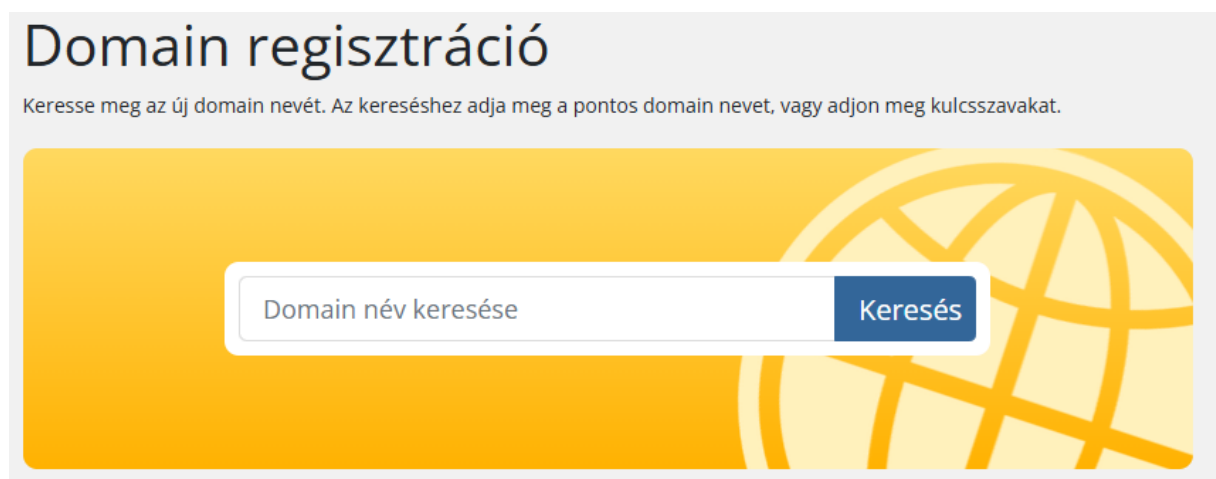 Domain regisztráció
Keresse meg az új domain nevét. Az kereséshez adja meg a pontos domain nevet, vagy adjon meg kulcsszavakat.
Domain név keresése
Keresés